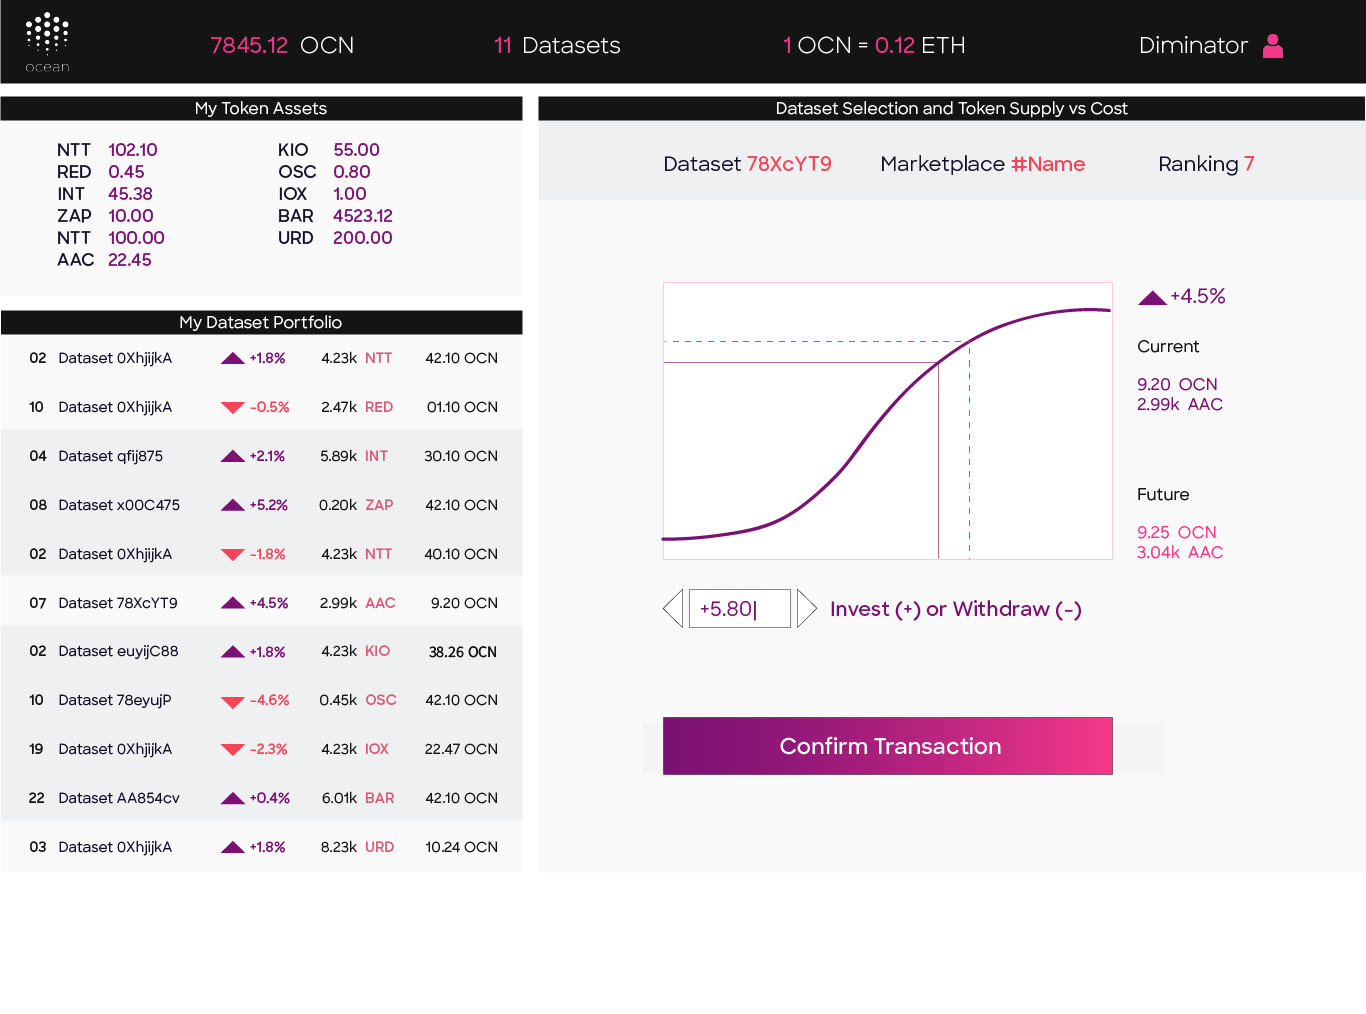 ocean
7845.12 OCN
11 Datasets
1 OCN = 0.12 ETH
Diminator
My Token Assets
NTT 102.10
RED 0.45
INT 45.38
ZAP 10.00
NTT 100.00
AAC 22.45
KIO 55.00
OSC 0.80
IOX 1.00
BAR 4523.12
URD 200.00
My Dataset Portfolio
02 Dataset 0XhjijkA +1.8% 4.23k NTT 42.10 OCN
10 Dataset 0XhjijkA -0.5% 2.47k RED 01.10 OCN
04 Dataset qfij875 +2.1% 5.89k INT 30.10 OCN
08 Dataset x00C475 +5.2% 0.20k ZAP 42.10 OCN
02 Dataset 0XhjijkA -1.8% 4.23k NTT 40.10 OCN
07 Dataset 78XcYT9 +4.5% 2.99k AAC 9.20 OCN
02 Dataset euyijC88 +1.8% 4.23k KIO 38.26 OCN
10 Dataset 78eyujP -4.6% 0.45k OSC 42.10 OCN
19 Dataset 0XhjijkA -2.3% 4.23k IOX 22.47 OCN
22 Dataset AA854cv +0.4% 6.01k BAR 42.10 OCN
03 Dataset 0XhjijkA +1.8% 8.23k URD 10.24 OCN
Dataset Selection and Token Supply vs Cost
Dataset 78XcYT9 Marketplace #Name Ranking 7
+4.5%
Current
9.20 OCN
2.99k AAC
Future
9.25 OCN
3.04k AAC
+5.80| Invest (+) or Withdraw (-)
Confirm Transaction